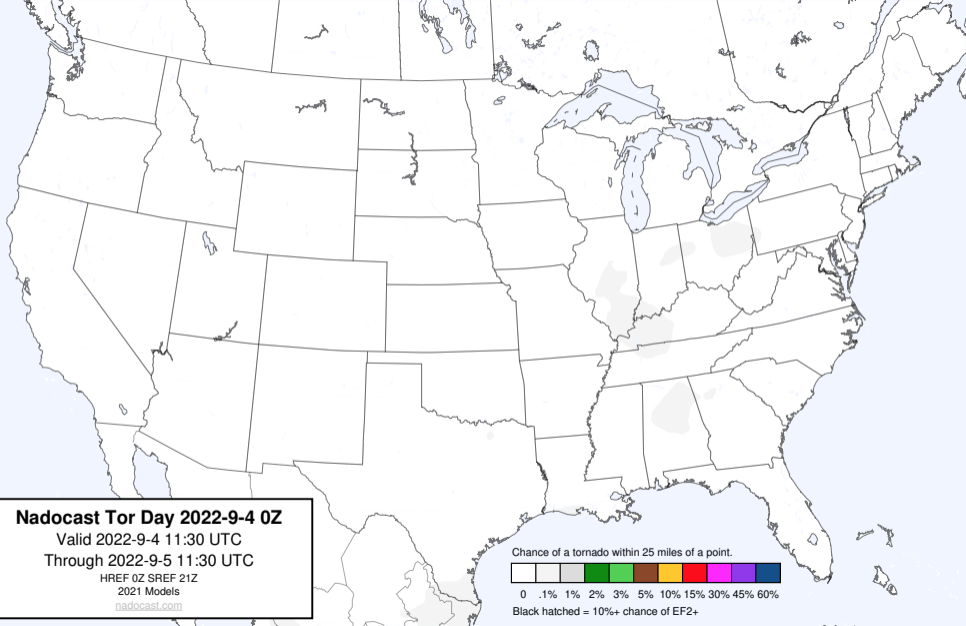 Nadocast Tor Day 2022-9-4 0Z
Valid 2022-9-4 11:30 UTC
Through 2022-9-5 11:30 UTC
HREF 0Z SREF 21Z
2021 Models
nadocast.com
Chance of a tornado within 25 miles of a point.
0 .1% 1% 2% 3% 5% 10% 15% 30% 45% 60%
Black hatched = 10%+ chance of EF2+